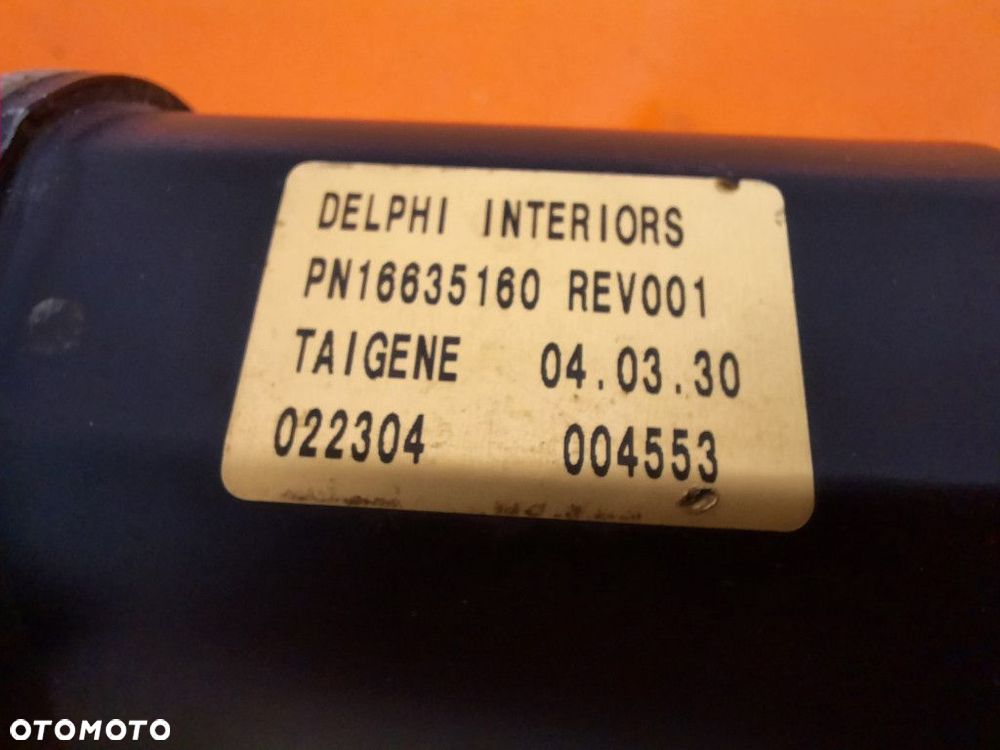 DELPHI INTERIORS
PN16635160 REV001
TAIGENE 04.03.30
022304 004553
OTOMOTO